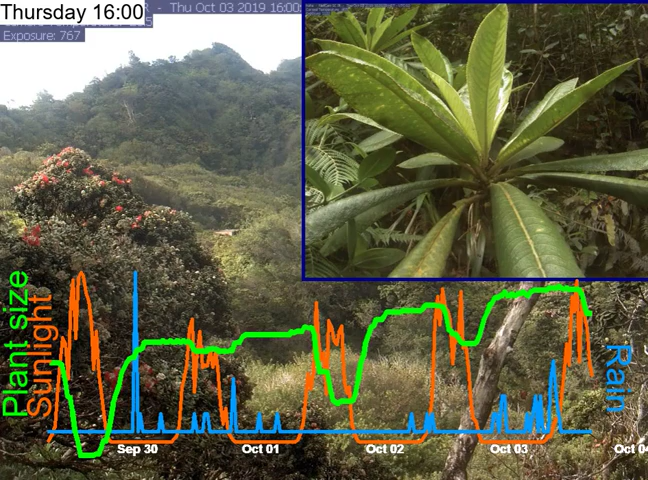 Thursday 16:00
R - Thu Oct 03 2019 16:00
Exposure: 767
Plant size
Sunlight
Rain
Sep 30
Oct 01
Oct 02
Oct 03
Oct 04